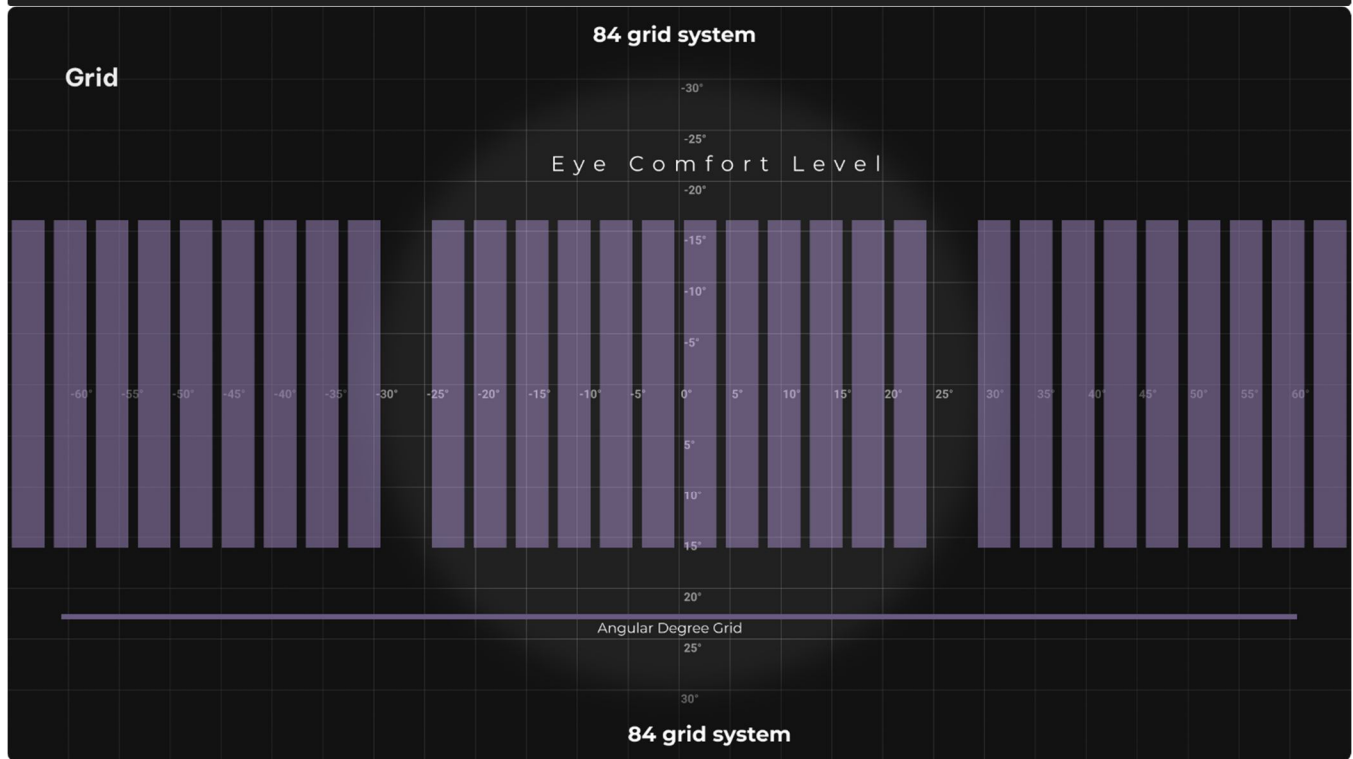 84 grid system
Grid
-30°
-25°
Eye Comfort Level
-20°
-15°
-10°
-5°
-60° -55° -50° -45° -40° -35° -30° -25° -20° -15° -10° -5° 0° 5° 10° 15° 20° 25° 30° 35° 40° 45° 50° 55° 60°
5°
10°
15°
20°
Angular Degree Grid
25°
30°
84 grid system